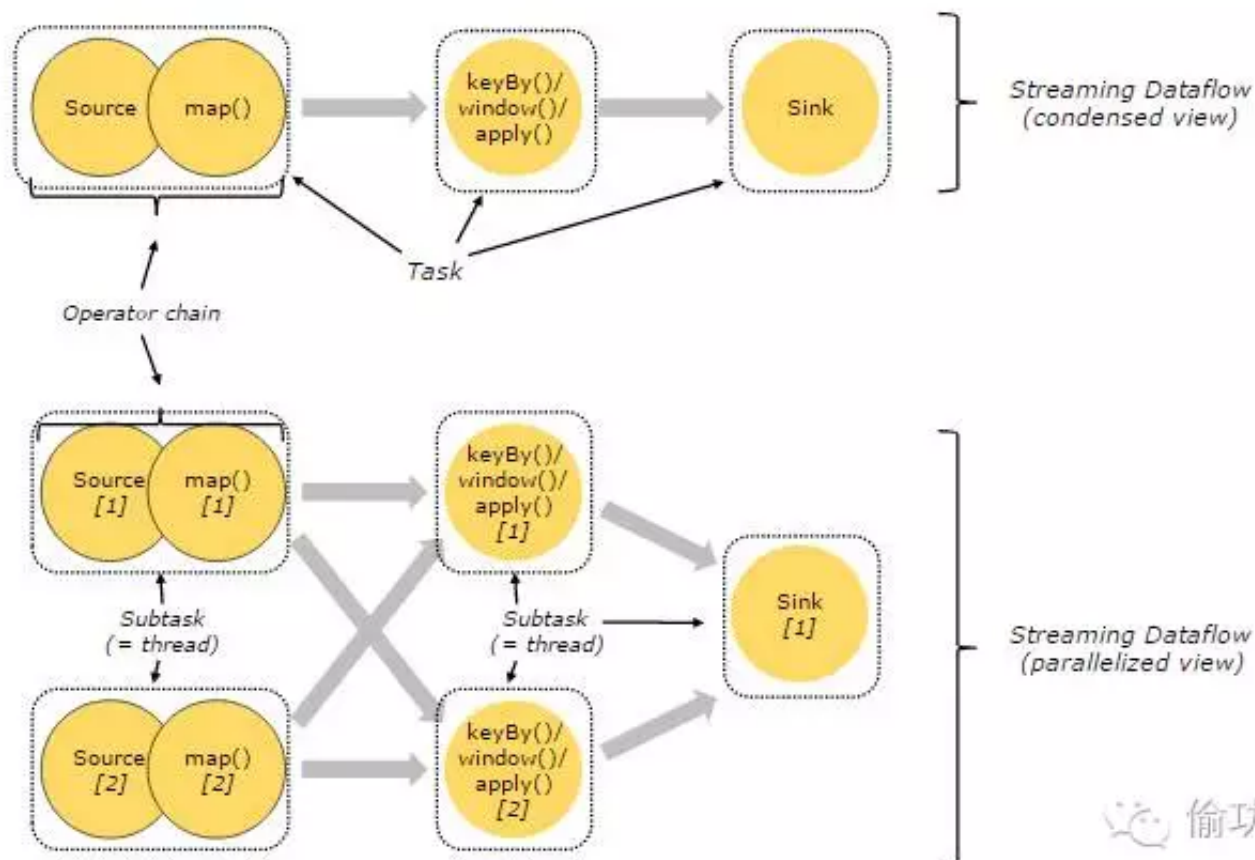 Source
map()
keyBy()/
window()/
apply()
Sink
Streaming Dataflow
(condensed view)
Task
Operator chain
Source
[1]
map()
[1]
keyBy()/
window()/
apply()
[1]
Subtask
(= thread)
Subtask
(= thread)
Sink
[1]
Streaming Dataflow
(parallelized view)
Source
[2]
map()
[2]
keyBy()/
window()/
apply()
[2]
偷功